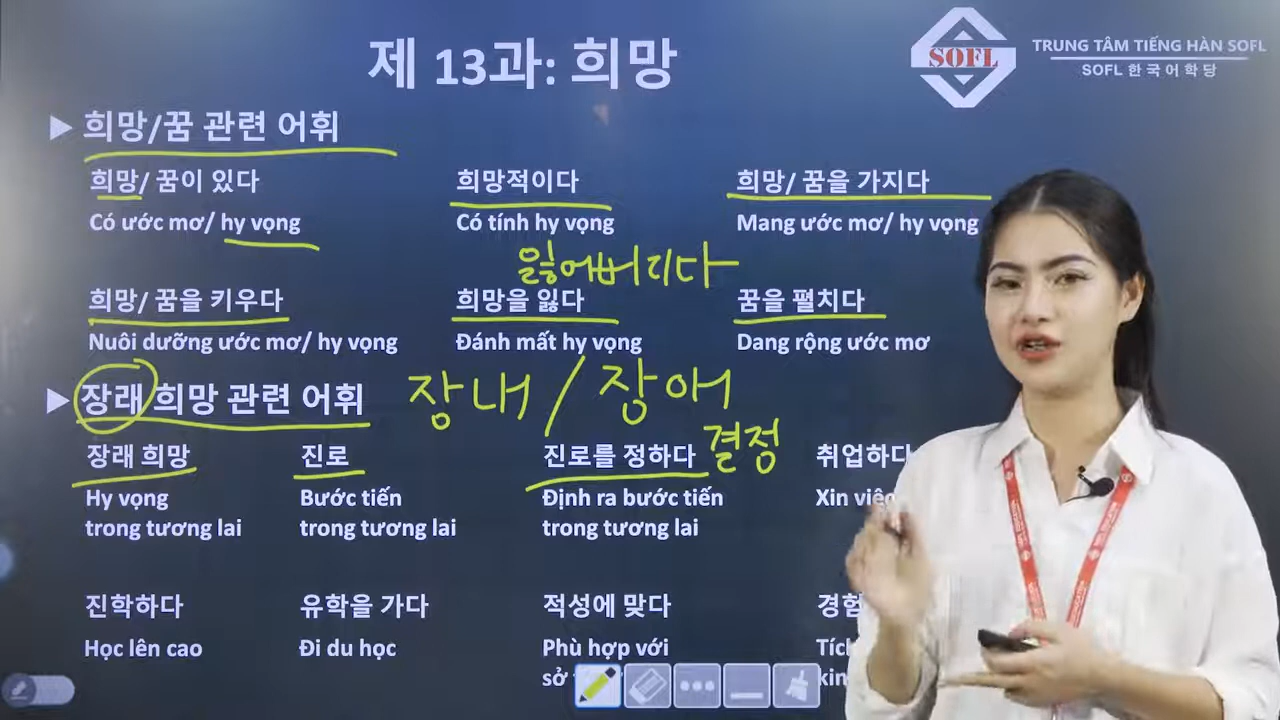 제 13과: 희망
SOFL
TRUNG TÂM TIẾNG HÀN SOFL
SOFL 한국어학당
희망/꿈 관련 어휘
희망/ 꿈이 있다
희망적이다
희망/ 꿈을 가지다
Có ước mơ/ hy vọng
Có tính hy vọng
Mang ước mơ/ hy vọng
잃어버리다
희망/ 꿈을 키우다
희망을 잃다
꿈을 펼치다
Nuôi dưỡng ước mơ/ hy vọng
Đánh mất hy vọng
Dang rộng ước mơ
장래 희망 관련 어휘
장내 / 장애
결정
장래 희망
진로
진로를 정하다
취업하다
Hy vọng
trong tương lai
Bước tiến
trong tương lai
Định ra bước tiến
trong tương lai
Xin
진학하다
유학을 가다
적성에 맞다
Học lên cao
Đi du học
Phù hợp với
sở